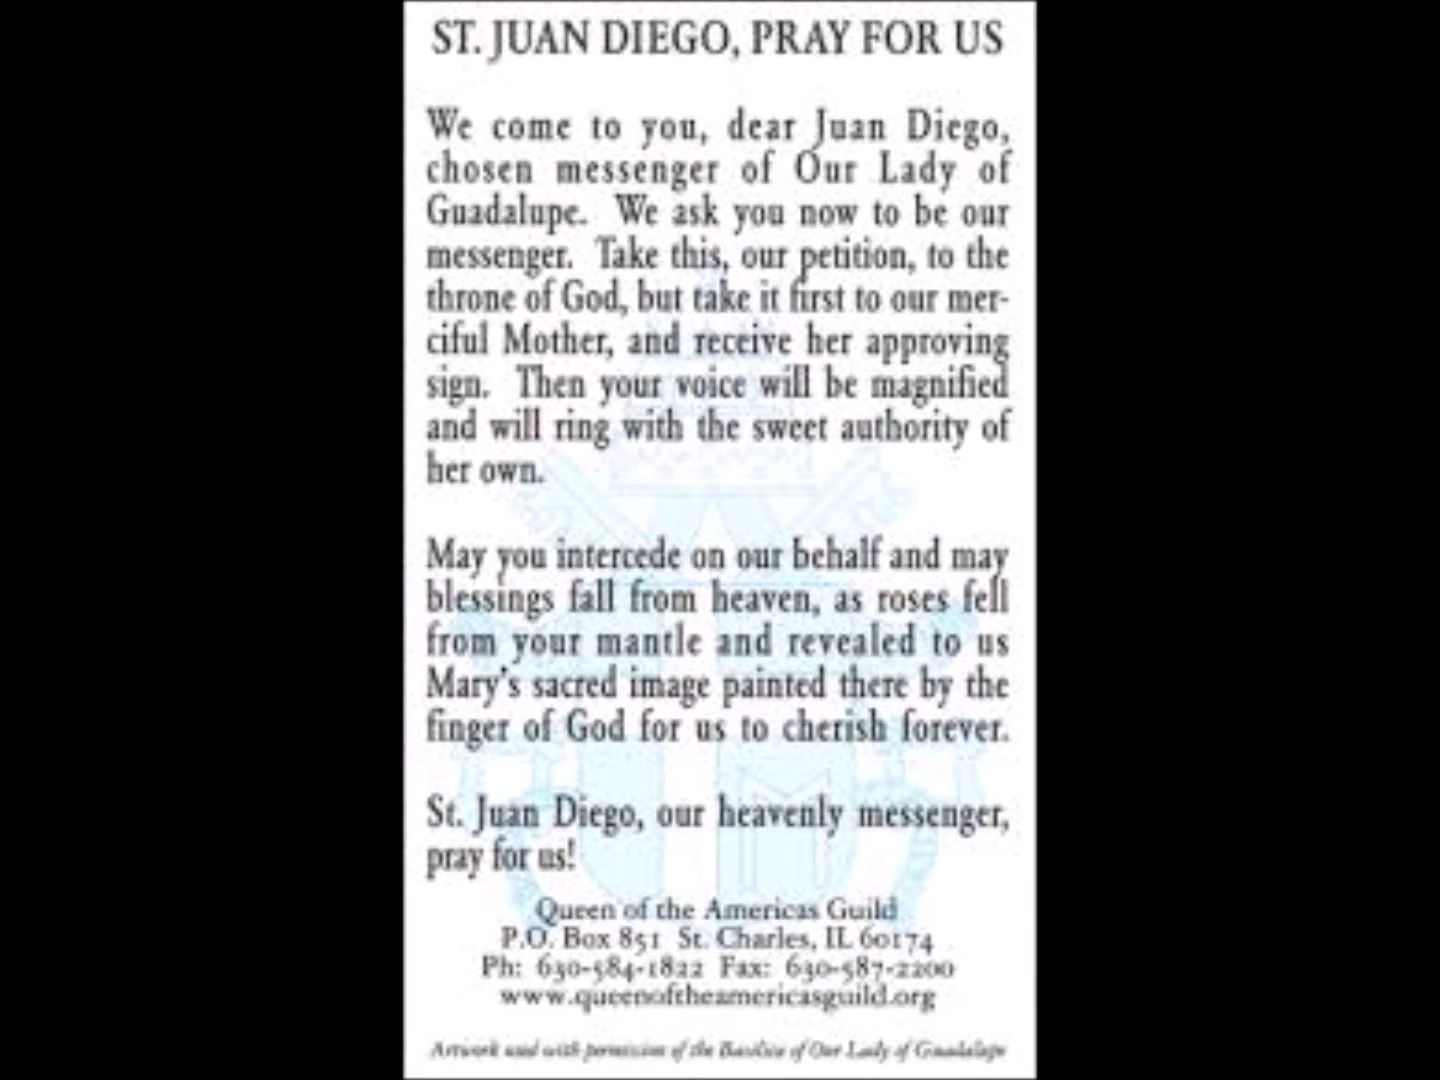 ST. JUAN DIEGO, PRAY FOR US
We come to you, dear Juan Diego,
chosen messenger of Our Lady of
Guadalupe. We ask you now to be our
messenger. Take this, our petition, to the
throne of God, but take it first to our mer-
ciful Mother, and receive her approving
sign. Then your voice will be magnified
and will ring with the sweet authority of
her own.
May you intercede on our behalf and may
blessings fall from heaven, as roses fell
from your mantle and revealed to us
Mary's sacred image painted there by the
finger of God for us to cherish forever.
St. Juan Diego, our heavenly messenger,
pray for us!
Queen of the Americas Guild
P.O. Box 851 St. Charles, IL 60174
Ph: 630-584-1822 Fax: 630-587-2200
www.queenoftheamericasguild.org
Artwork used with permission of the Basilica of Our Lady of Guadalupe